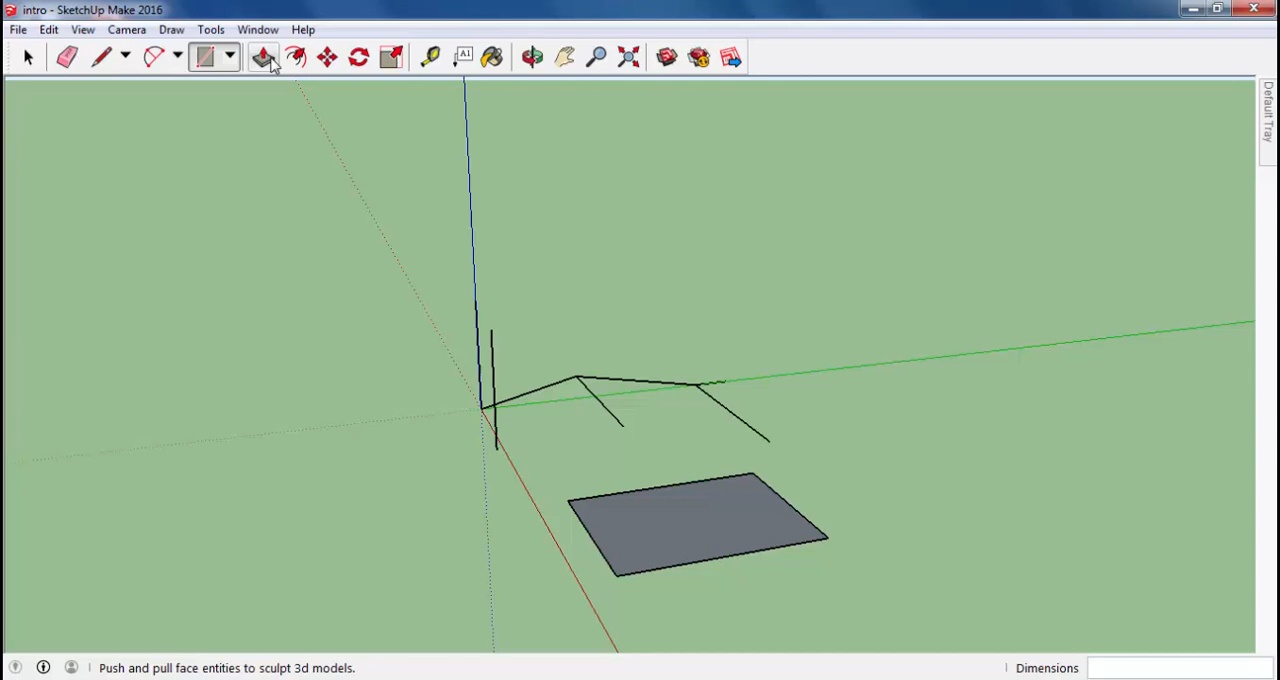 intro - SketchUp Make 2016
File Edit View Camera Draw Tools Window Help
A1
Default Tray
Push and pull face entities to sculpt 3d models.
Dimensions